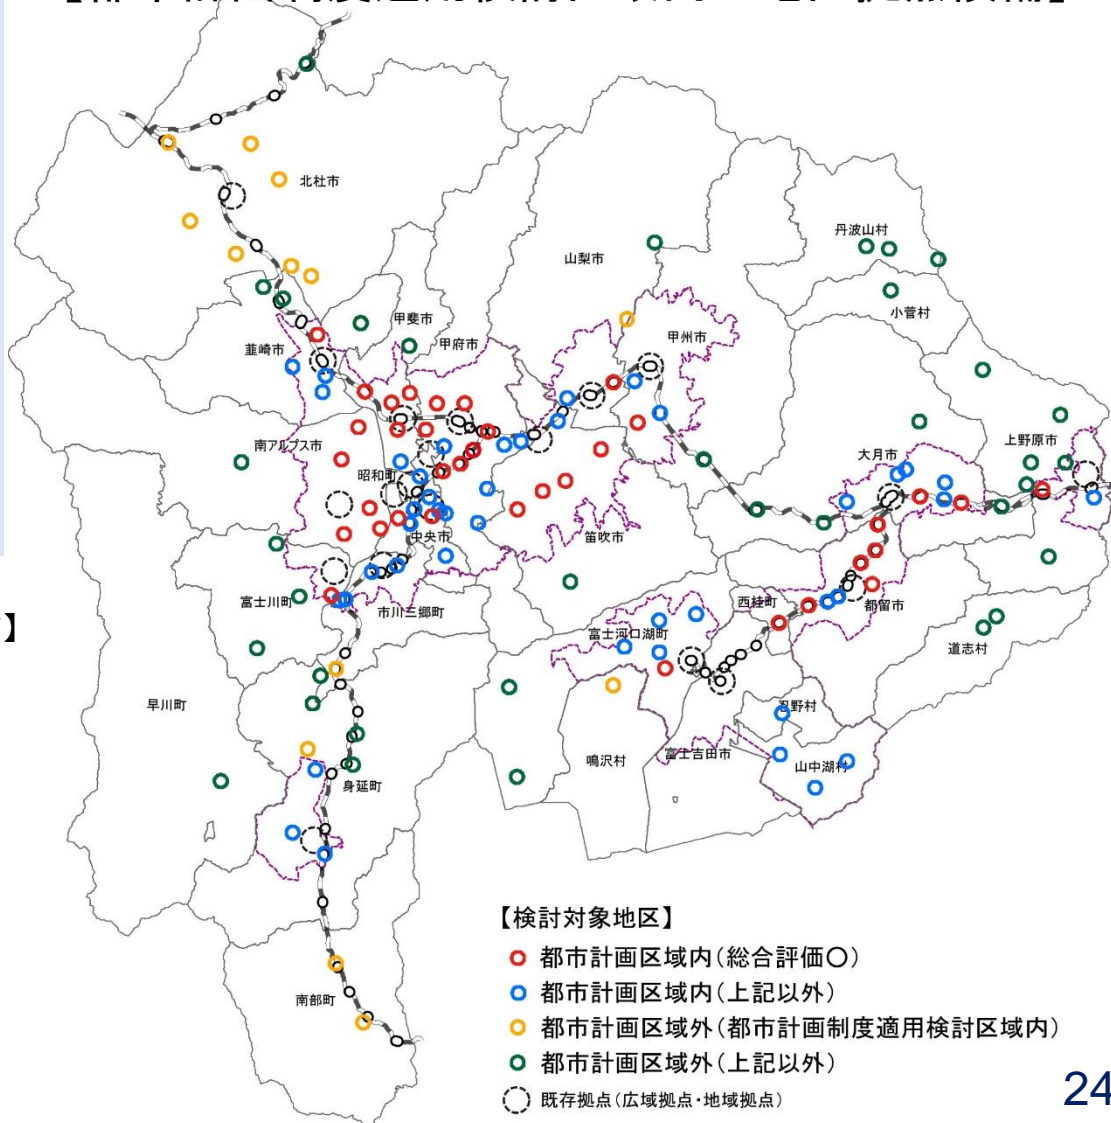 北杜市
丹波山村
山梨市
小菅村
甲斐市
甲府市
甲州市
韮崎市
南アルプス市
上野原市
大月市
昭和町
中央市
笛吹市
富士川町
市川三郷町
西桂町
都留市
富士河口湖町
道志村
】
早川町
忍野村
鳴沢村
富士吉田市
山中湖村
身延町
南部町
【検討対象地区】
都市計画区域内(総合評価〇)
都市計画区域内(上記以外)
都市計画区域外(都市計画制度適用検討区域内)
都市計画区域外(上記以外)
既存拠点(広域拠点・地域拠点)
24